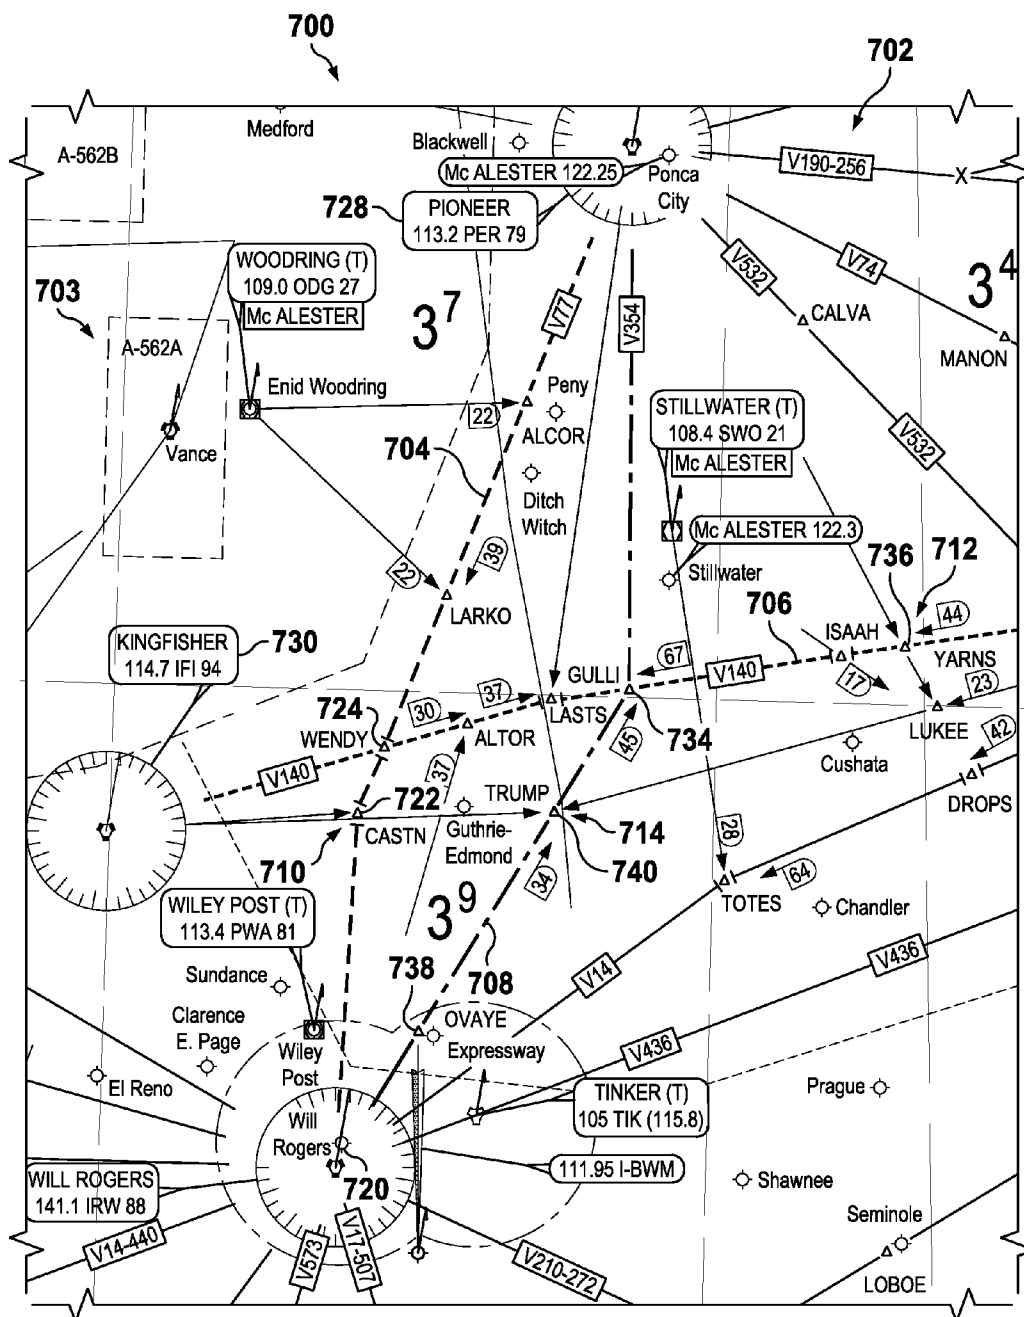 700
702
Medford
Blackwell
A-562B
Mc ALESTER 122.25
Ponca
City
V190-256
X
728
PIONEER
113.2 PER 79
WOODRING (T)
109.0 ODG 27
Mc ALESTER
703
A-562A
3 7
V77
V354
V532
V74
3 4
CALVA
MANON
Enid Woodring
22
Peny
ALCOR
STILLWATER (T)
108.4 SWO 21
Mc ALESTER
V532
Vance
704
Ditch
Witch
Mc ALESTER 122.3
39
22
Stillwater
736
712
LARKO
706
ISAAH
44
KINGFISHER
114.7 IFI 94
730
67
GULLI
V140
17
YARNS
23
724
30
37
LASTS
LUKEE
WENDY
ALTOR
734
45
42
Cushata
V140
37
TRUMP
DROPS
722
CASTN
Guthrie-
Edmond
714
28
710
34
740
64
TOTES
WILEY POST (T)
113.4 PWA 81
3 9
Chandler
738
708
V14
V436
Sundance
Clarence
E. Page
OVAYE
Expressway
V436
Wiley
Post
El Reno
TINKER (T)
105 TIK (115.8)
Prague
Will
Rogers
111.95 I-BWM
WILL ROGERS
141.1 IRW 88
720
Shawnee
Seminole
V14-440
V573
V17-507
V210-272
LOBOE